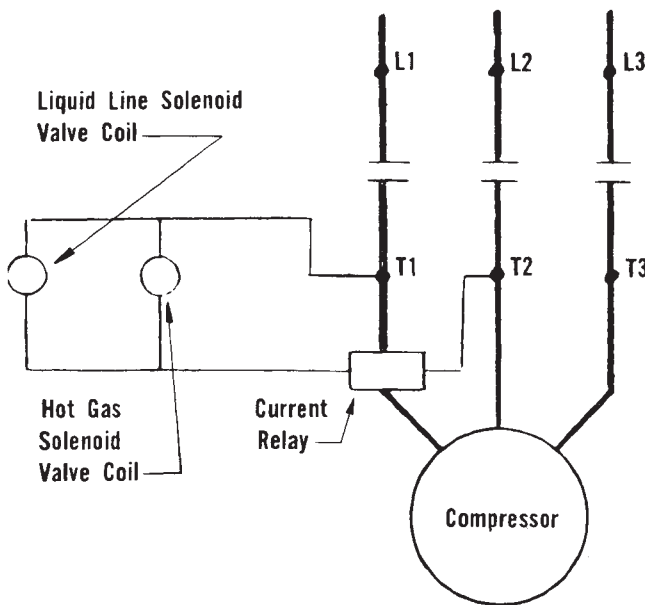 L1
L2
L3
Liquid Line Solenoid
Valve Coil
T1
T2
T3
Hot Gas
Solenoid
Valve Coil
Current
Relay
Compressor